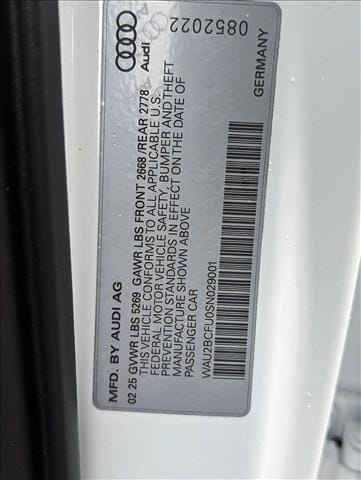 MFD. BY AUDI AG
02 25 GVWR LBS 5269 GAWR LBS FRONT 2668 /REAR 2778
THIS VEHICLE CONFORMS TO ALL APPLICABLE U.S.
FEDERAL MOTOR VEHICLE SAFETY, BUMPER AND THEFT
PREVENTION STANDARDS IN EFFECT ON THE DATE OF
MANUFACTURE SHOWN ABOVE
PASSENGER CAR
WAU2BCFU0SN029001
Audi
0852022
GERMANY